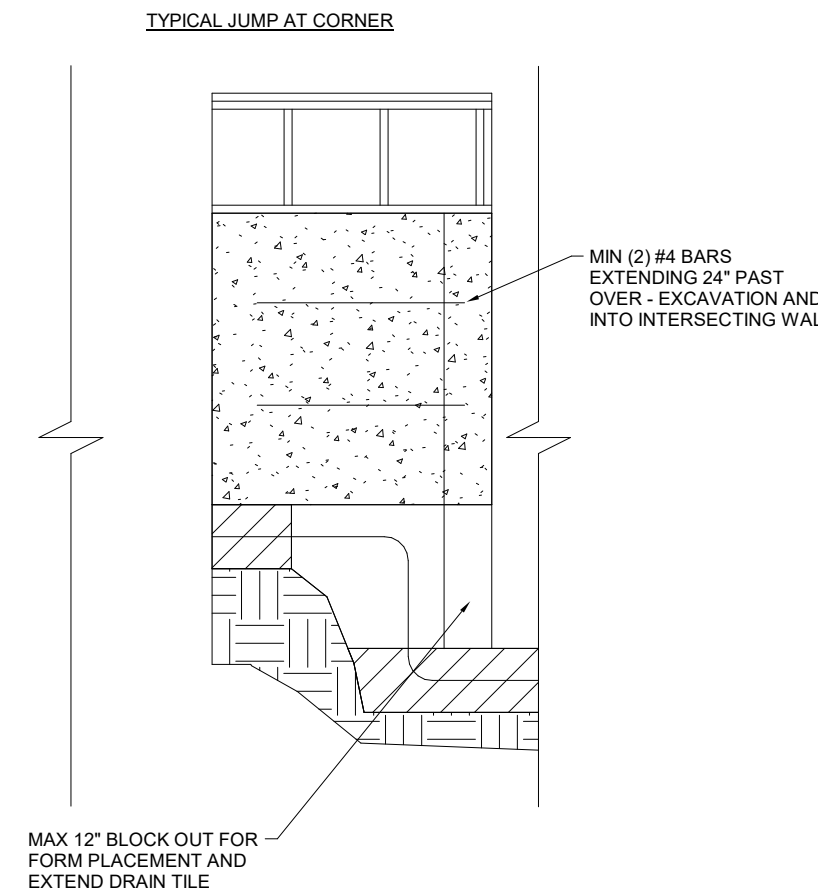 TYPICAL JUMP AT CORNER
MIN (2) #4 BARS
EXTENDING 24" PAST
OVER - EXCAVATION AND
INTO INTERSECTING WAL
MAX 12" BLOCK OUT FOR
FORM PLACEMENT AND
EXTEND DRAIN TILE